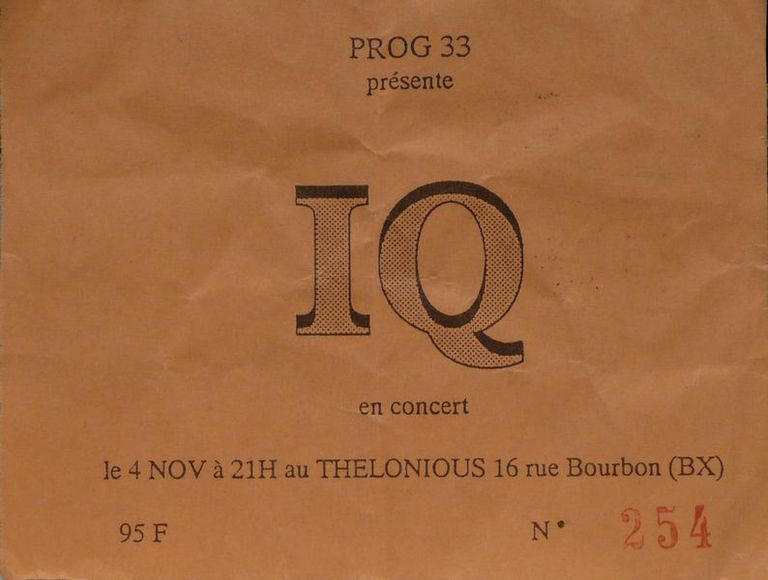 PROG 33
présente
IQ
en concert
le 4 NOV à 21H au THELONIOUS 16 rue Bourbon (BX)
95 F N° 254